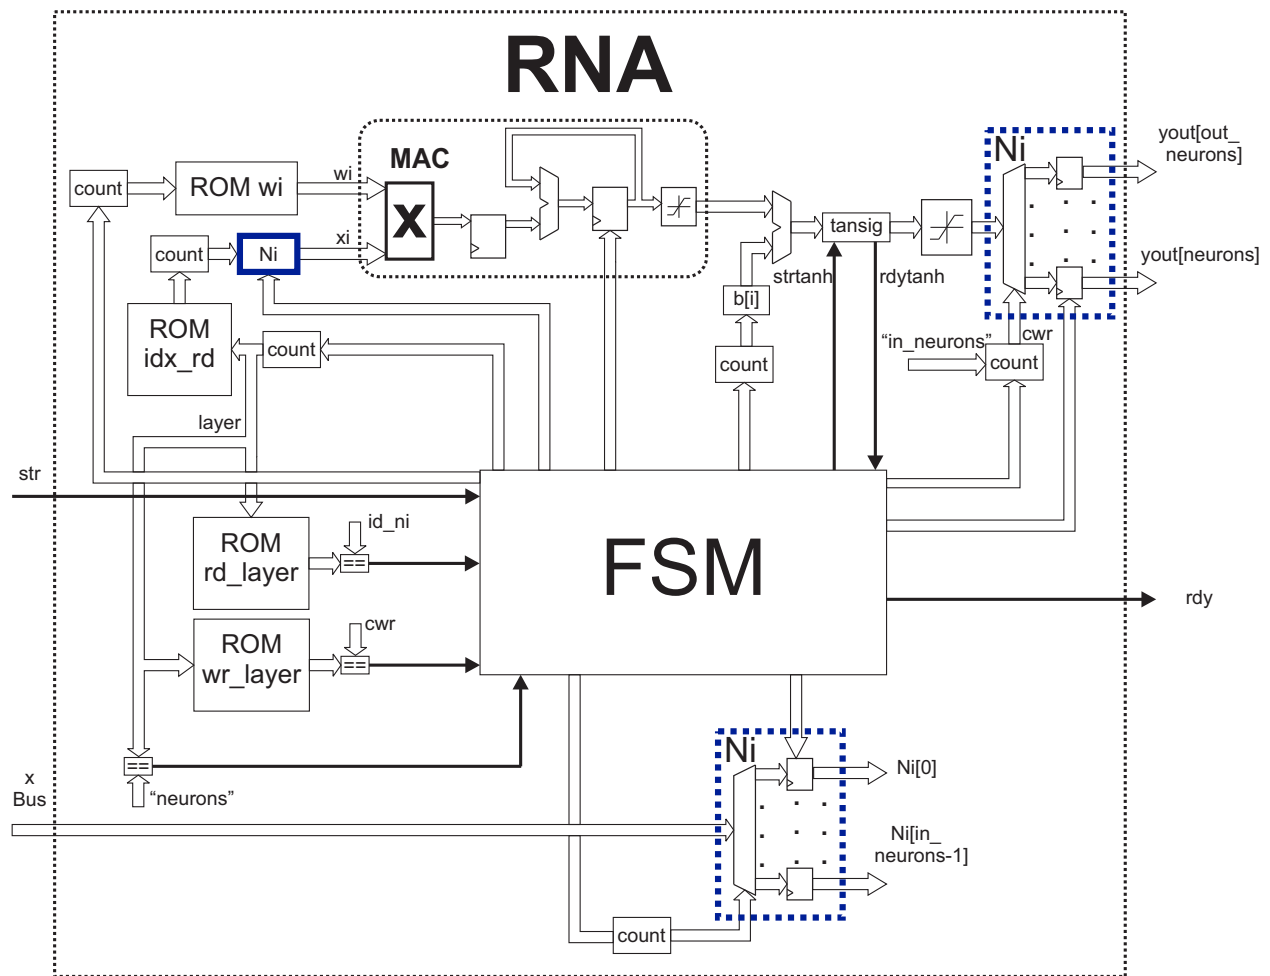 RNA
MAC
Ni
yout[out_
neurons]
count
ROM wi
wi
X
xi
count
Ni
tansig
yout[neurons]
strtanh
rdytanh
b[i]
ROM
idx_rd
count
count
"in_neurons"
cwr
count
layer
str
FSM
id_ni
ROM
rd_layer
==
rdy
cwr
ROM
wr_layer
==
Ni
==
Ni[0]
x
Bus
"neurons"
Ni[in_
neurons-1]
count